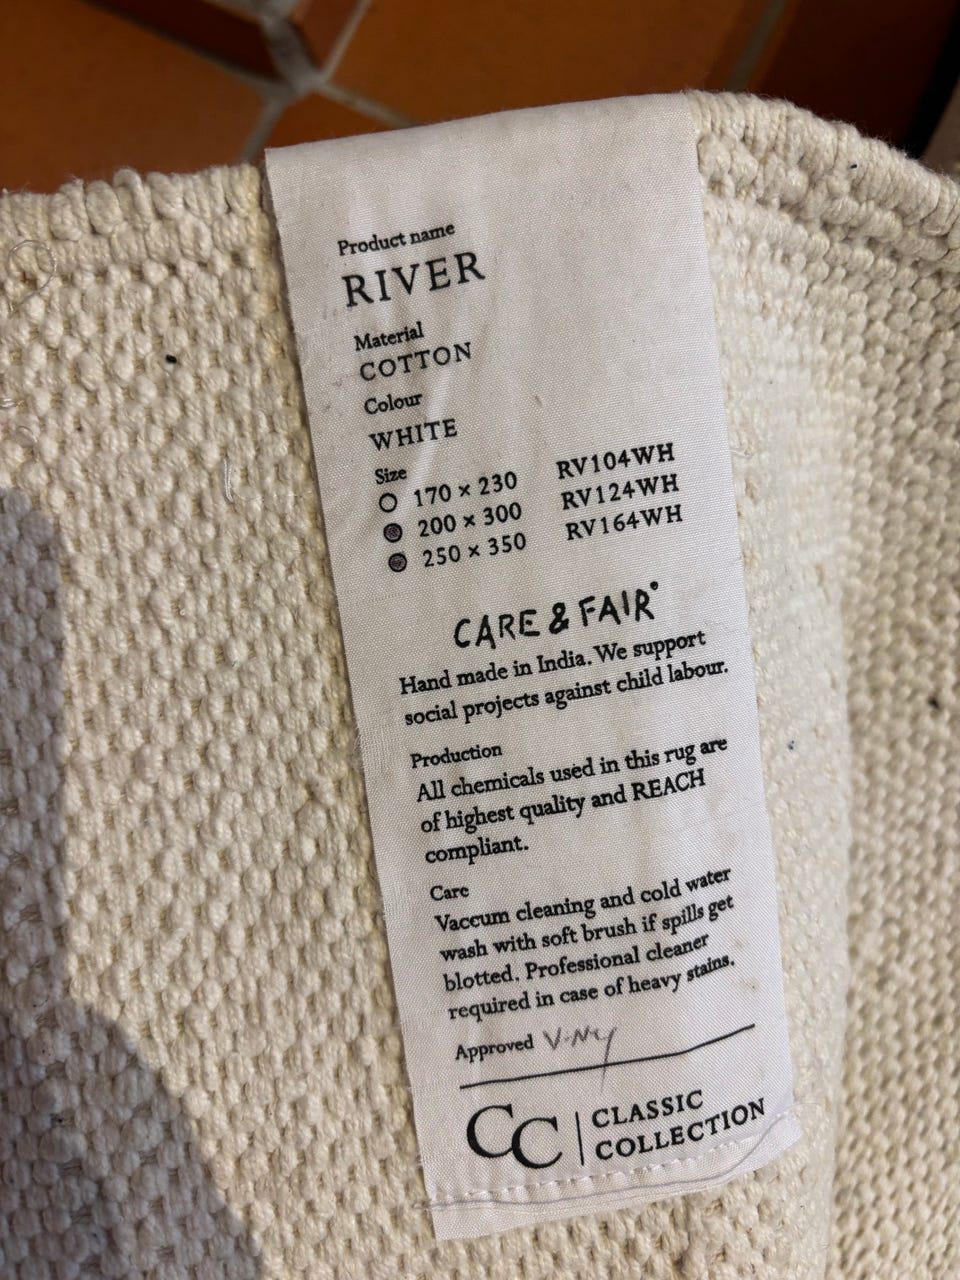 Product name
RIVER
Material
COTTON
Colour
WHITE
Size
170 × 230 RV104WH
200 × 300 RV124WH
250 × 350 RV164WH
CARE & FAIR®
Hand made in India. We support
social projects against child labour.
Production
All chemicals used in this rug are
of highest quality and REACH
compliant.
Care
Vaccum cleaning and cold water
wash with soft brush if spills get
blotted. Professional cleaner
required in case of heavy stains.
Approved
CC | CLASSIC
COLLECTION